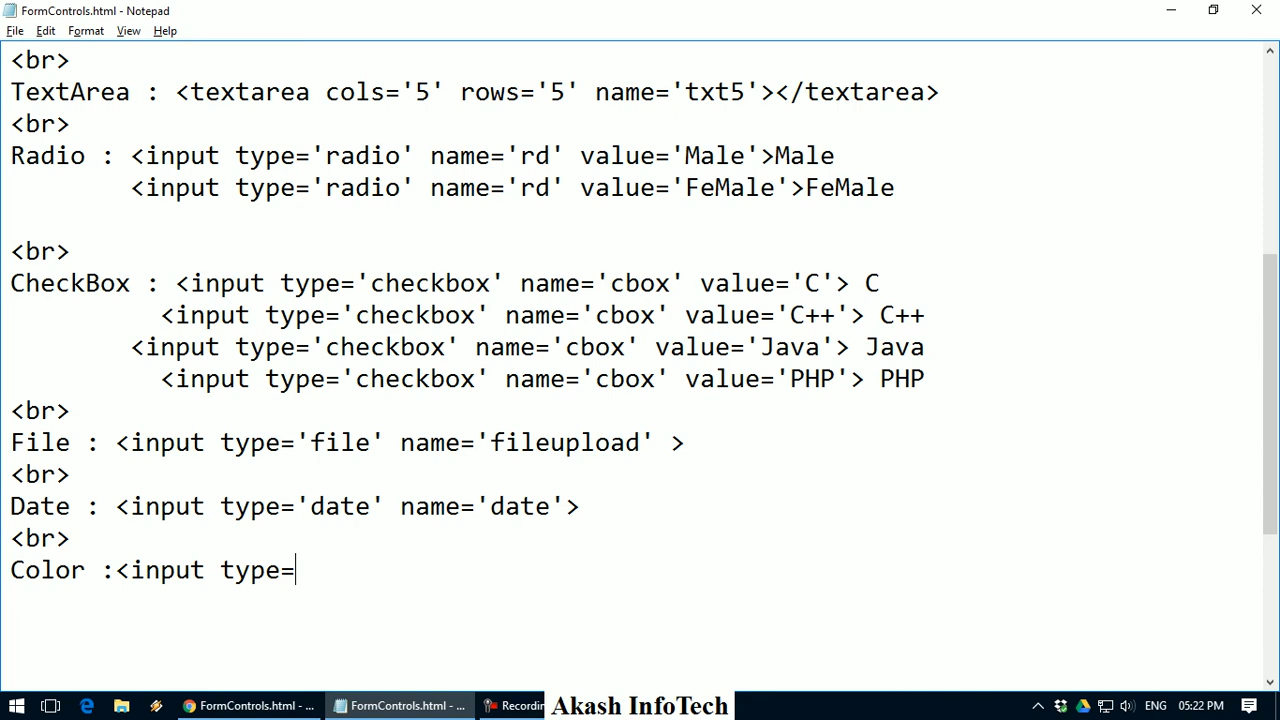 FormControls.html - Notepad
File Edit Format View Help
<br>
TextArea : <textarea cols='5' rows='5' name='txt5'></textarea>
<br>
Radio : <input type='radio' name='rd' value='Male'>Male
<input type='radio' name='rd' value='FeMale'>FeMale
<br>
CheckBox : <input type='checkbox' name='cbox' value='C'> C
<input type='checkbox' name='cbox' value='C++'> C++
<input type='checkbox' name='cbox' value='Java'> Java
<input type='checkbox' name='cbox' value='PHP'> PHP
<br>
File : <input type='file' name='fileupload' >
<br>
Date : <input type='date' name='date'>
<br>
Color :<input type=
FormControls.html - ... FormControls.html - ... Recording Akash InfoTech ENG 05:22 PM